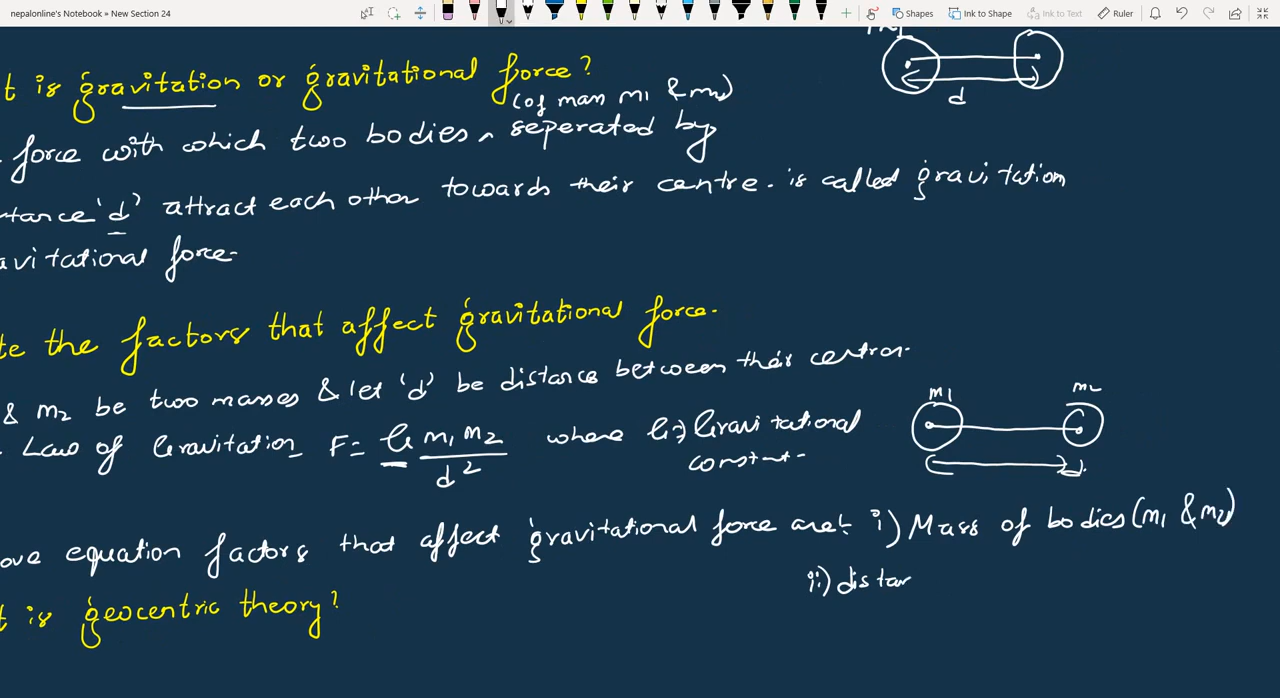 nepalonline's Notebook » New Section 24
Shapes Ink to Shape Ink to Text Ruler
t is gravitation or gravitational force?
(of mass m1 & m2)
force with which two bodies ^ seperated by
d
tance 'd' attract each other towards their centre. is called gravitation
avitational force.
te the factors that affect gravitational force.
& m2 be two masses & let 'd' be distance between their centres.
m1 m2
Law of Gravitation F = G m1 m2 / d2 where G => Gravitational
constant
d
ove equation factors that affect gravitational force are:- i) Mass of bodies (m1 & m2)
ii) distan
t is geocentric theory?